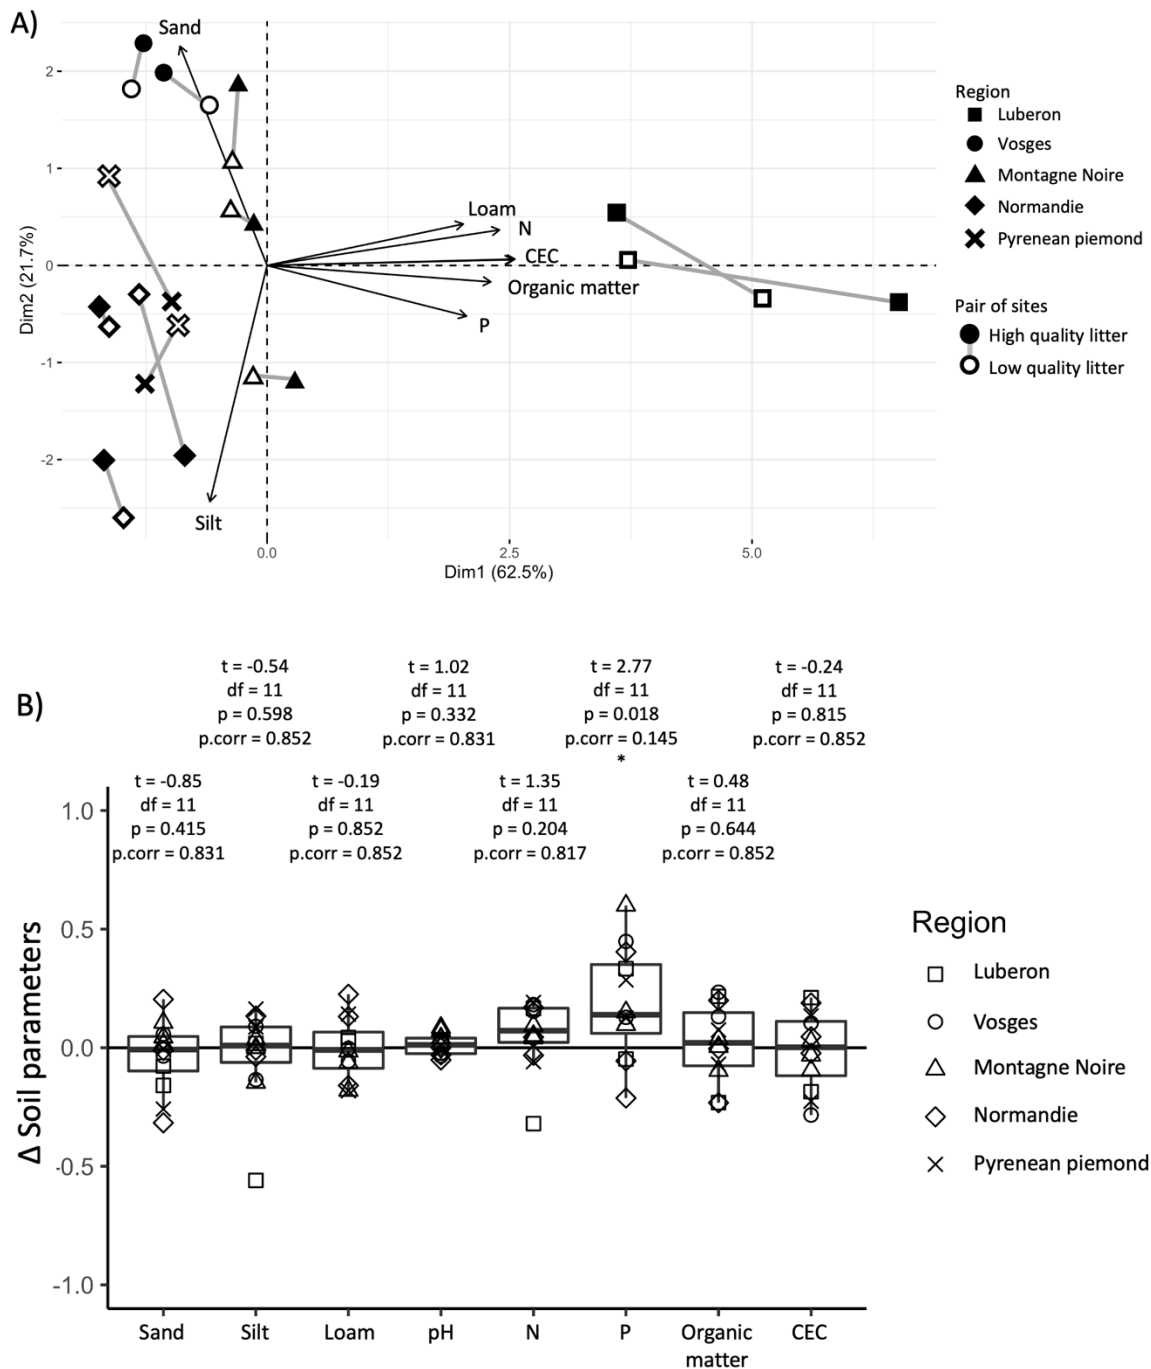 A)
Sand
2
1
0
-1
-2
Dim2 (21.7%)
Loam
N
CEC
Organic matter
P
Silt
0.0
2.5
5.0
Dim1 (62.5%)
Region
Luberon
Vosges
Montagne Noire
Normandie
Pyrenean piemond
Pair of sites
High quality litter
Low quality litter
B)
t = -0.54
df = 11
p = 0.598
p.corr = 0.852
t = 1.02
df = 11
p = 0.332
p.corr = 0.831
t = 2.77
df = 11
p = 0.018
p.corr = 0.145
*
t = -0.24
df = 11
p = 0.815
p.corr = 0.852
t = -0.85
df = 11
p = 0.415
p.corr = 0.831
t = -0.19
df = 11
p = 0.852
p.corr = 0.852
t = 1.35
df = 11
p = 0.204
p.corr = 0.817
t = 0.48
df = 11
p = 0.644
p.corr = 0.852
1.0
0.5
0.0
-0.5
-1.0
Δ Soil parameters
Sand
Silt
Loam
pH
N
P
Organic
matter
CEC
Region
Luberon
Vosges
Montagne Noire
Normandie
Pyrenean piemond